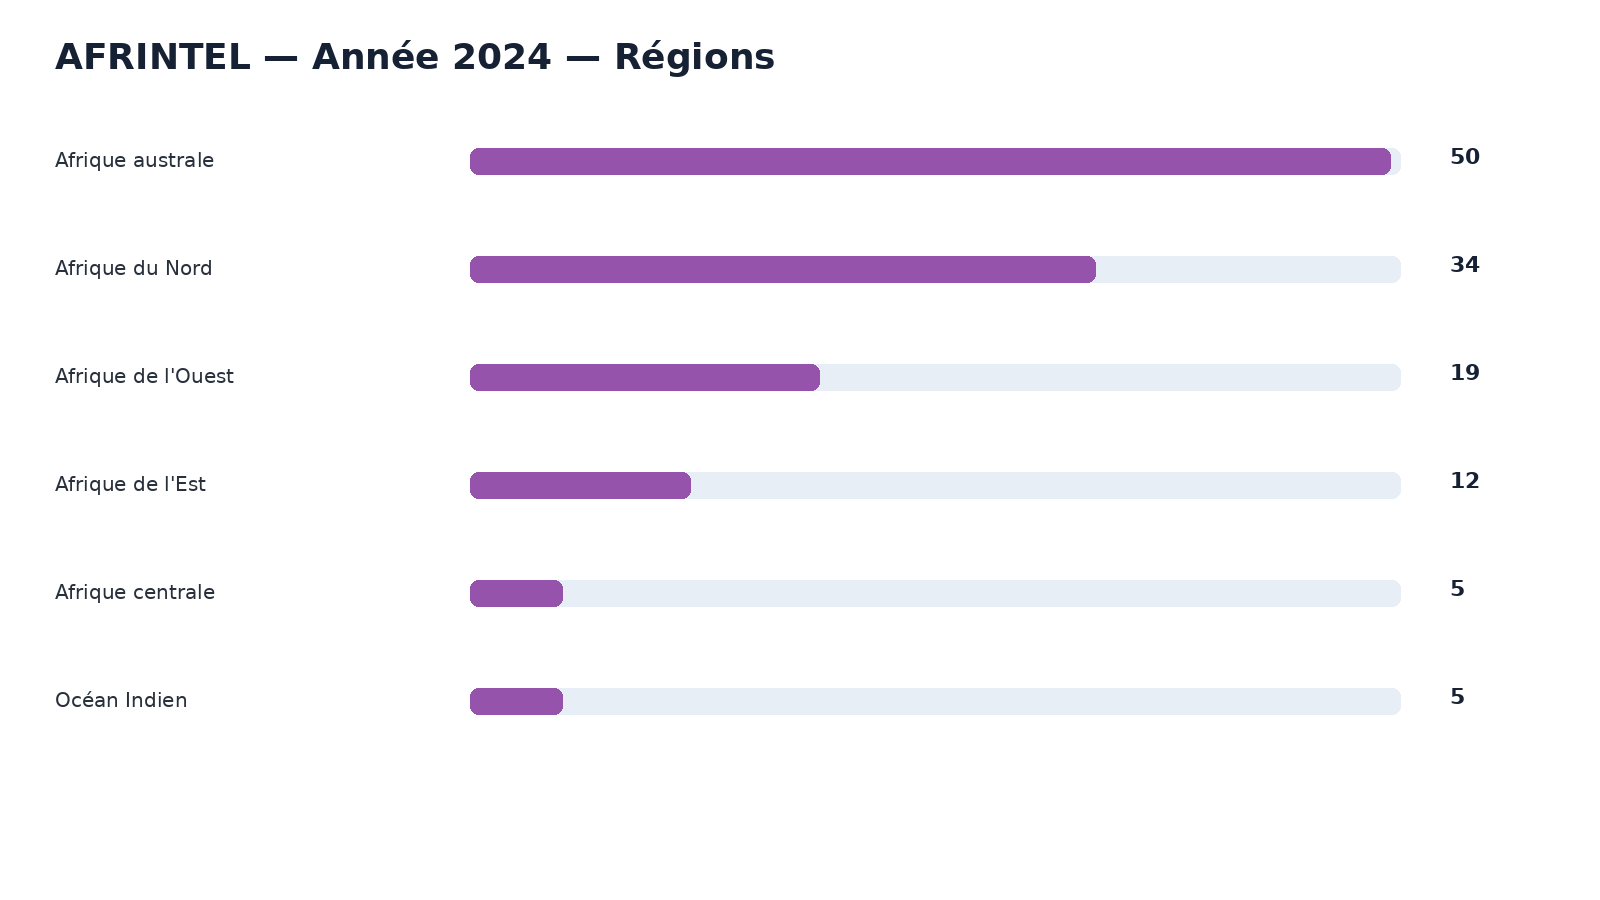 AFRINTEL — Année 2024 — Régions
Afrique australe 50
Afrique du Nord 34
Afrique de l'Ouest 19
Afrique de l'Est 12
Afrique centrale 5
Océan Indien 5